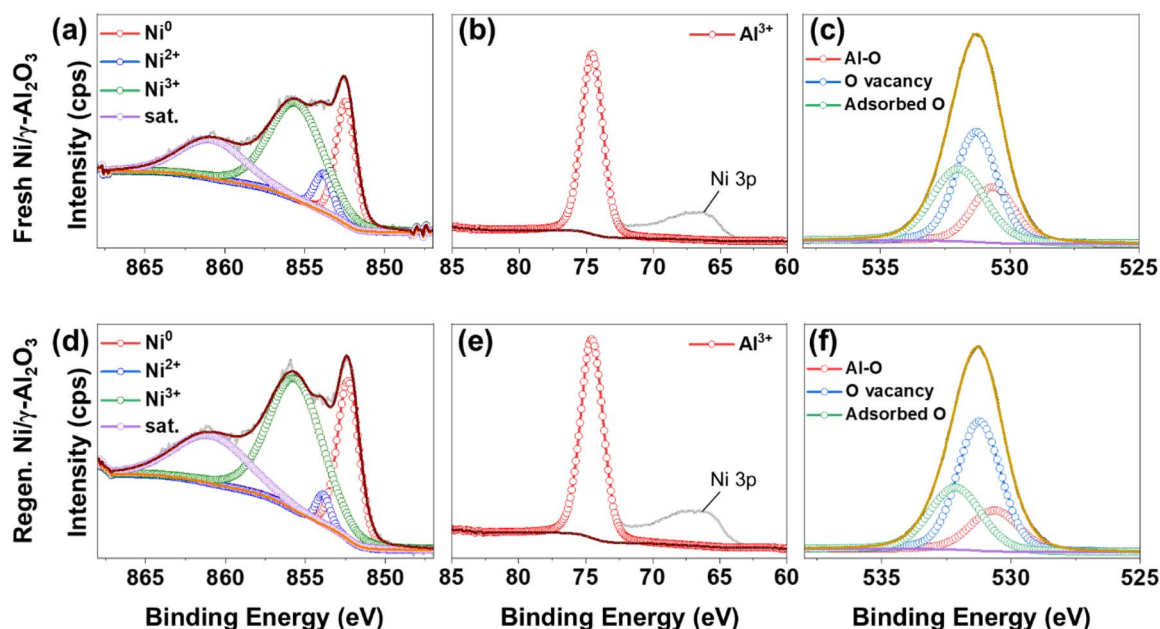 Fresh Ni/γ-Al₂O₃
Intensity (cps)
(a)
Ni⁰
Ni²⁺
Ni³⁺
sat.
865 860 855 850
(b)
Al³⁺
Ni 3p
85 80 75 70 65 60
(c)
Al-O
O vacancy
Adsorbed O
535 530 525
Regen. Ni/γ-Al₂O₃
Intensity (cps)
(d)
Ni⁰
Ni²⁺
Ni³⁺
sat.
865 860 855 850
Binding Energy (eV)
(e)
Al³⁺
Ni 3p
85 80 75 70 65 60
Binding Energy (eV)
(f)
Al-O
O vacancy
Adsorbed O
535 530 525
Binding Energy (eV)